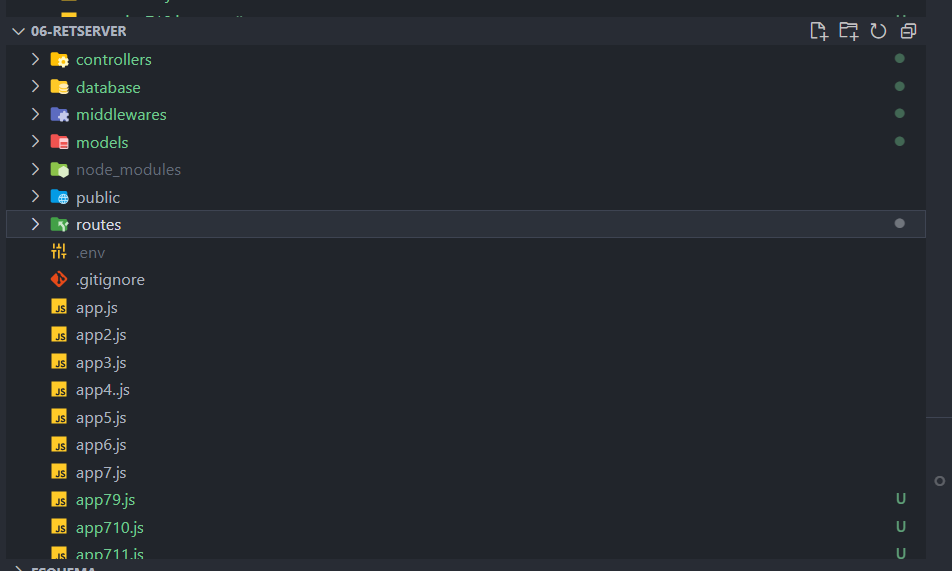 06-RETSERVER
controllers
database
middlewares
models
node_modules
public
routes
.env
.gitignore
app.js
app2.js
app3.js
app4..js
app5.js
app6.js
app7.js
app79.js U
app710.js U
app711.js U
ESQUEMA